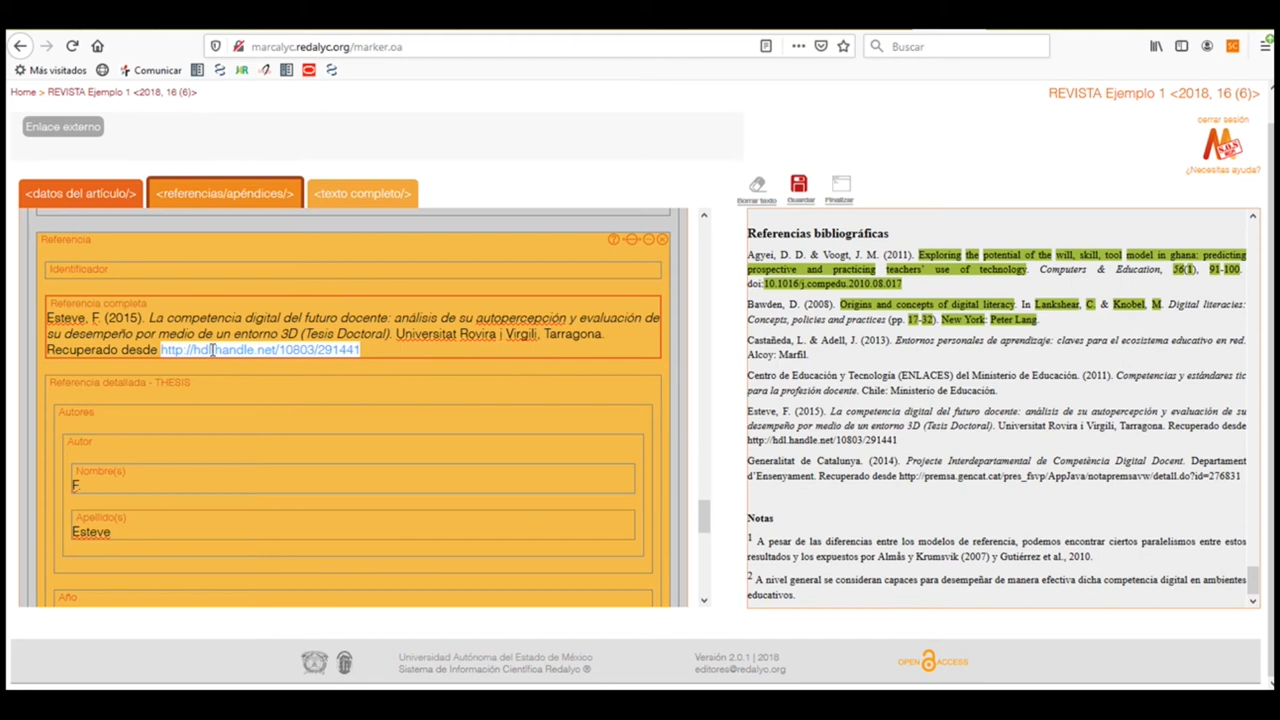 marcalyc.redalyc.org/marker.oa
Buscar
SC
Más visitados
Comunicar
Home > REVISTA Ejemplo 1 <2018, 16 (6)>
REVISTA Ejemplo 1 <2018, 16 (6)>
Enlace externo
cerrar sesión
S.O.S
¿Necesitas ayuda?
<datos del artículo/>
<referencias/apéndices/>
<texto completo/>
Borrar texto
Guardar
Finalizar
Referencia
Identificador
Referencia completa
Esteve, F. (2015). La competencia digital del futuro docente: análisis de su autopercepción y evaluación de
su desempeño por medio de un entorno 3D (Tesis Doctoral). Universitat Rovira i Virgili, Tarragona.
Recuperado desde http://hdl.handle.net/10803/291441
Referencia detallada - THESIS
Autores
Autor
Nombre(s)
F.
Apellido(s)
Esteve
Año
Referencias bibliográficas
Agyei, D. D. & Voogt, J. M. (2011). Exploring the potential of the will, skill, tool model in ghana: predicting
prospective and practicing teachers' use of technology. Computers & Education, 56(1), 91-100.
doi:10.1016/j.compedu.2010.08.017
Bawden, D. (2008). Origins and concepts of digital literacy. In Lankshear, C. & Knobel, M. Digital literacies:
Concepts, policies and practices (pp. 17-32). New York: Peter Lang.
Castañeda, L. & Adell, J. (2013). Entornos personales de aprendizaje: claves para el ecosistema educativo en red.
Alcoy: Marfil.
Centro de Educación y Tecnología (ENLACES) del Ministerio de Educación. (2011). Competencias y estándares tic
para la profesión docente. Chile: Ministerio de Educación.
Esteve, F. (2015). La competencia digital del futuro docente: análisis de su autopercepción y evaluación de su
desempeño por medio de un entorno 3D (Tesis Doctoral). Universitat Rovira i Virgili, Tarragona. Recuperado desde
http://hdl.handle.net/10803/291441
Generalitat de Catalunya. (2014). Projecte Interdepartamental de Competència Digital Docent. Departament
d'Ensenyament. Recuperado desde http://premsa.gencat.cat/pres_fsvp/AppJava/notapremsavw/detall.do?id=276831
Notas
1 A pesar de las diferencias entre los modelos de referencia, podemos encontrar ciertos paralelismos entre estos
resultados y los expuestos por Almås y Krumsvik (2007) y Gutiérrez et al., 2010.
2 A nivel general se consideran capaces para desempeñar de manera efectiva dicha competencia digital en ambientes
educativos.
Universidad Autónoma del Estado de México
Sistema de Información Científica Redalyc ®
Versión 2.0.1 | 2018
editores@redalyc.org
OPEN ACCESS